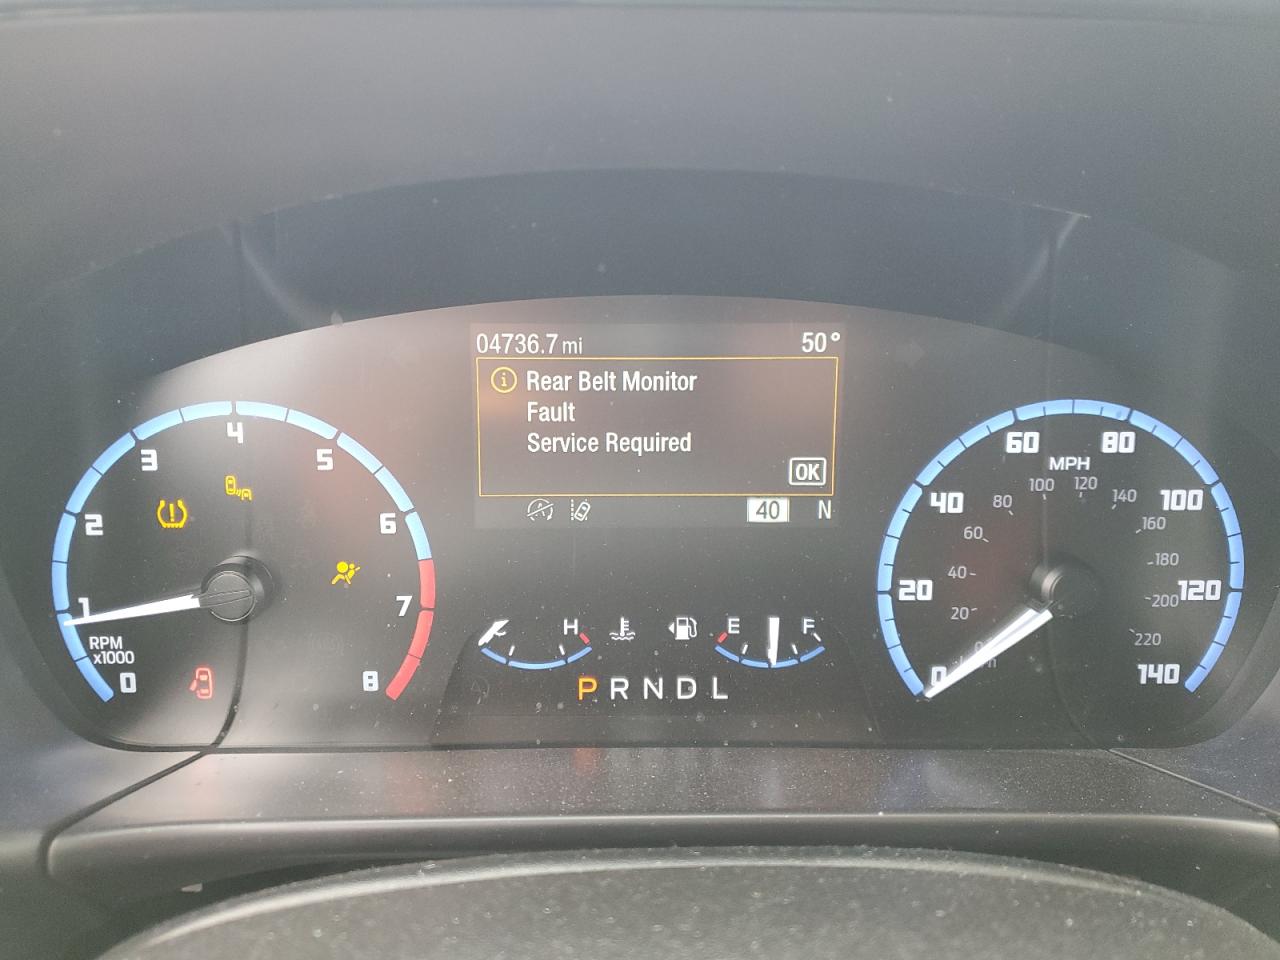 04736.7 mi 50°
Rear Belt Monitor
Fault
Service Required
OK
40 N
0 1 2 3 4 5 6 7 8
RPM
x1000
H
E F
P R N D L
0 20 40 60 80 100 120 140
MPH
20 40 60 80 100 120 140 160 180 200 220